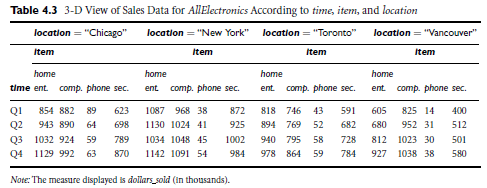 Table 4.3 3-D View of Sales Data for AllElectronics According to time, item, and location
location = "Chicago" location = "New York" location = "Toronto" location = "Vancouver"
item item item item
home home home home
time ent. comp. phone sec. ent. comp. phone sec. ent. comp. phone sec. ent. comp. phone sec.
Q1 854 882 89 623 1087 968 38 872 818 746 43 591 605 825 14 400
Q2 943 890 64 698 1130 1024 41 925 894 769 52 682 680 952 31 512
Q3 1032 924 59 789 1034 1048 45 1002 940 795 58 728 812 1023 30 501
Q4 1129 992 63 870 1142 1091 54 984 978 864 59 784 927 1038 38 580
Note: The measure displayed is dollars_sold (in thousands).